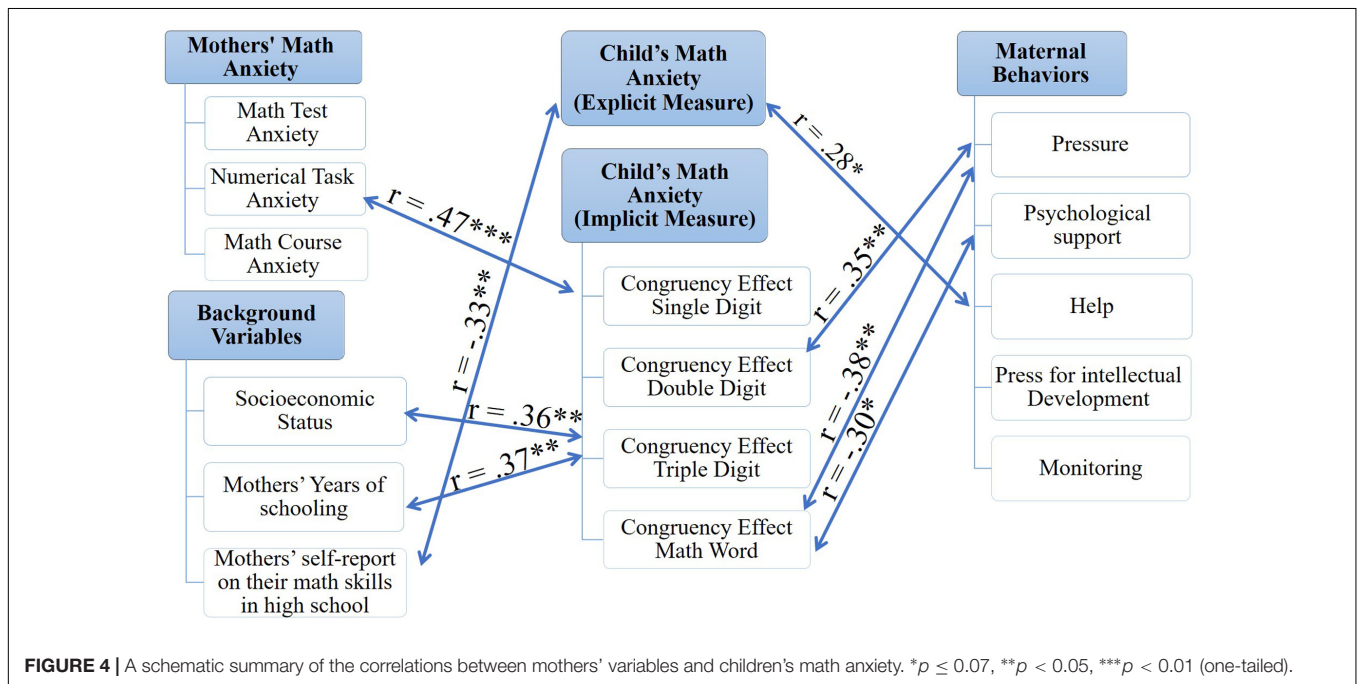 Mothers' Math
Anxiety
Math Test
Anxiety
Numerical Task
Anxiety
Math Course
Anxiety
Background
Variables
Socioeconomic
Status
Mothers' Years of
schooling
Mothers' self-report
on their math skills
in high school
r = .47***
r = -.33**
r = .36**
r = .37**
Child's Math
Anxiety
(Explicit Measure)
Child's Math
Anxiety
(Implicit Measure)
Congruency Effect
Single Digit
Congruency Effect
Double Digit
Congruency Effect
Triple Digit
Congruency Effect
Math Word
r = .28*
r = .35**
r = -.38**
r = -.30*
Maternal
Behaviors
Pressure
Psychological
support
Help
Press for intellectual
Development
Monitoring
FIGURE 4 | A schematic summary of the correlations between mothers' variables and children's math anxiety. *p ≤ 0.07, **p < 0.05, ***p < 0.01 (one-tailed).